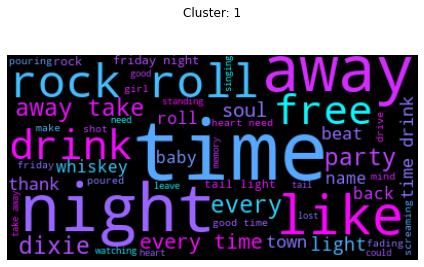 Cluster: 1
pouring rock friday night
rock roll away
good singing
girl standing need
away take soul free
drink time roll heart need drive
make shot beat
friday whiskey baby memory party time drink
thank poured name back mind
take away night leave tail light tail like screaming
every good time lost
dixie every time town light fading
watching heart could